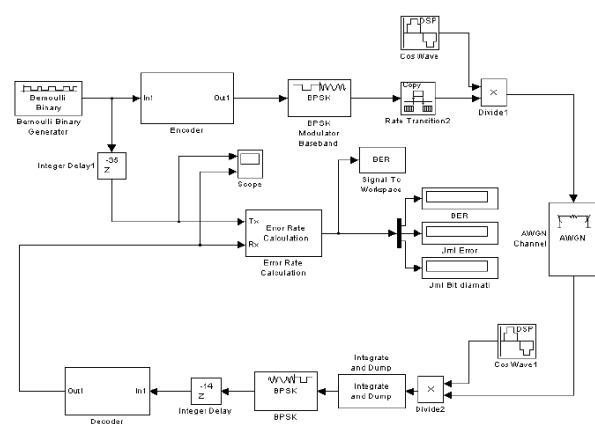 DSP
Cos Wave
Bernoulli
Binary
Bernoulli Binary
Generator
In1
Out1
Encoder
BPSK
BPSK
Modulator
Baseband
Copy
Rate Transition2
X
Divide1
-35
Z
Integer Delay1
Scope
BER
Signal To
Workspace
Tx
Rx
Error Rate
Calculation
Error Rate
Calculation
BER
Jml Error
Jml Bit diamati
AWGN
Channel
AWGN
DSP
Cos Wave1
Out1
In1
Decoder
-14
Z
Integer Delay
BPSK
BPSK
Integrate
and Dump
Integrate
and Dump
X
Divide2